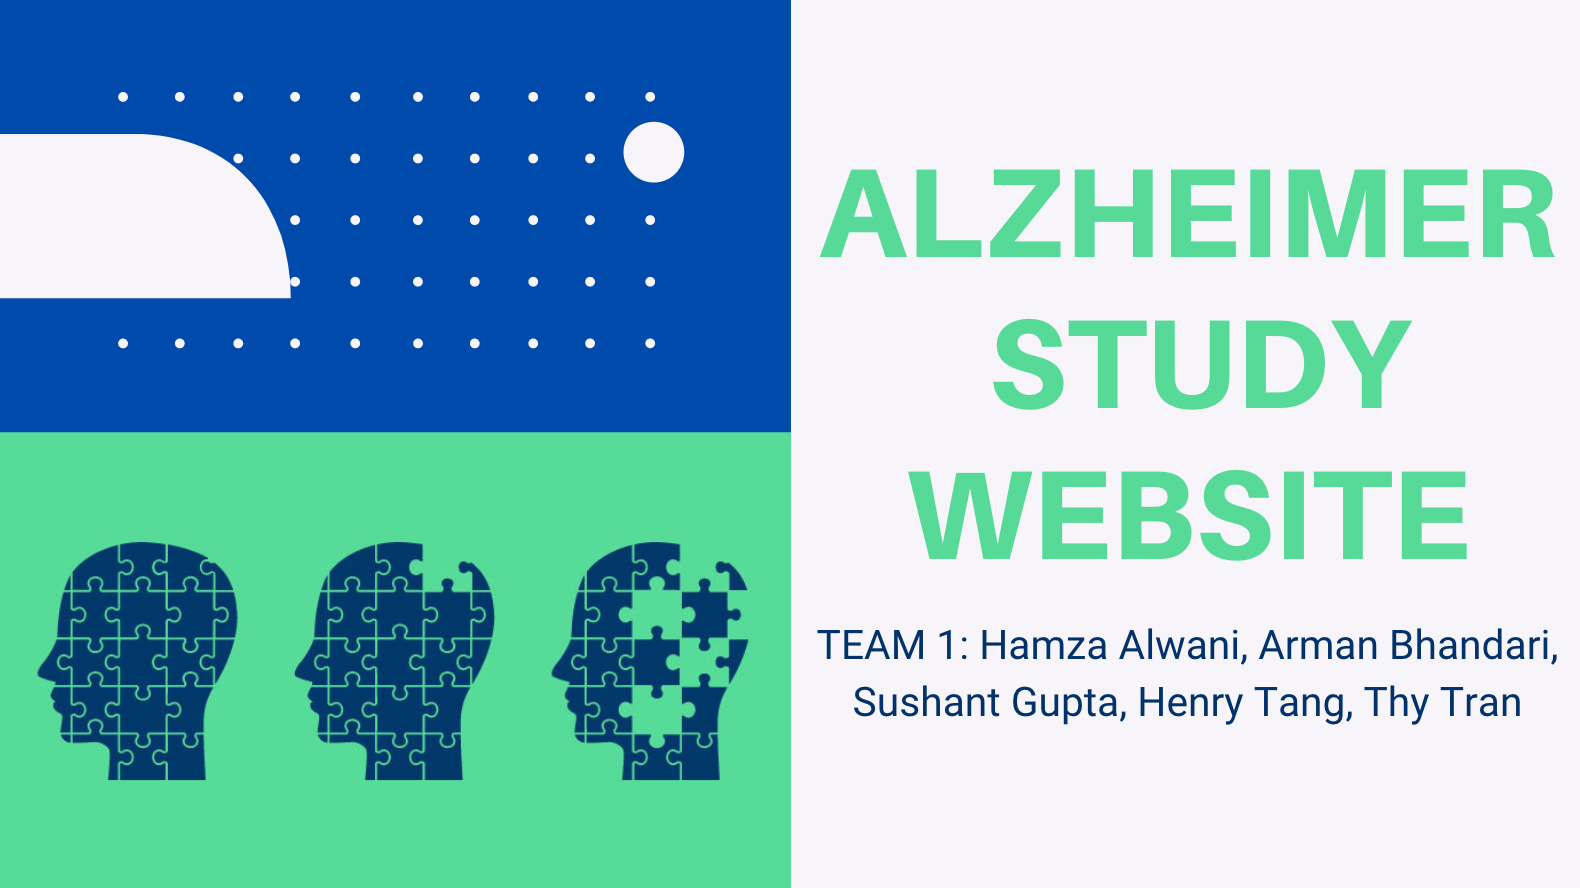 ALZHEIMER
STUDY
WEBSITE
TEAM 1: Hamza Alwani, Arman Bhandari,
Sushant Gupta, Henry Tang, Thy Tran